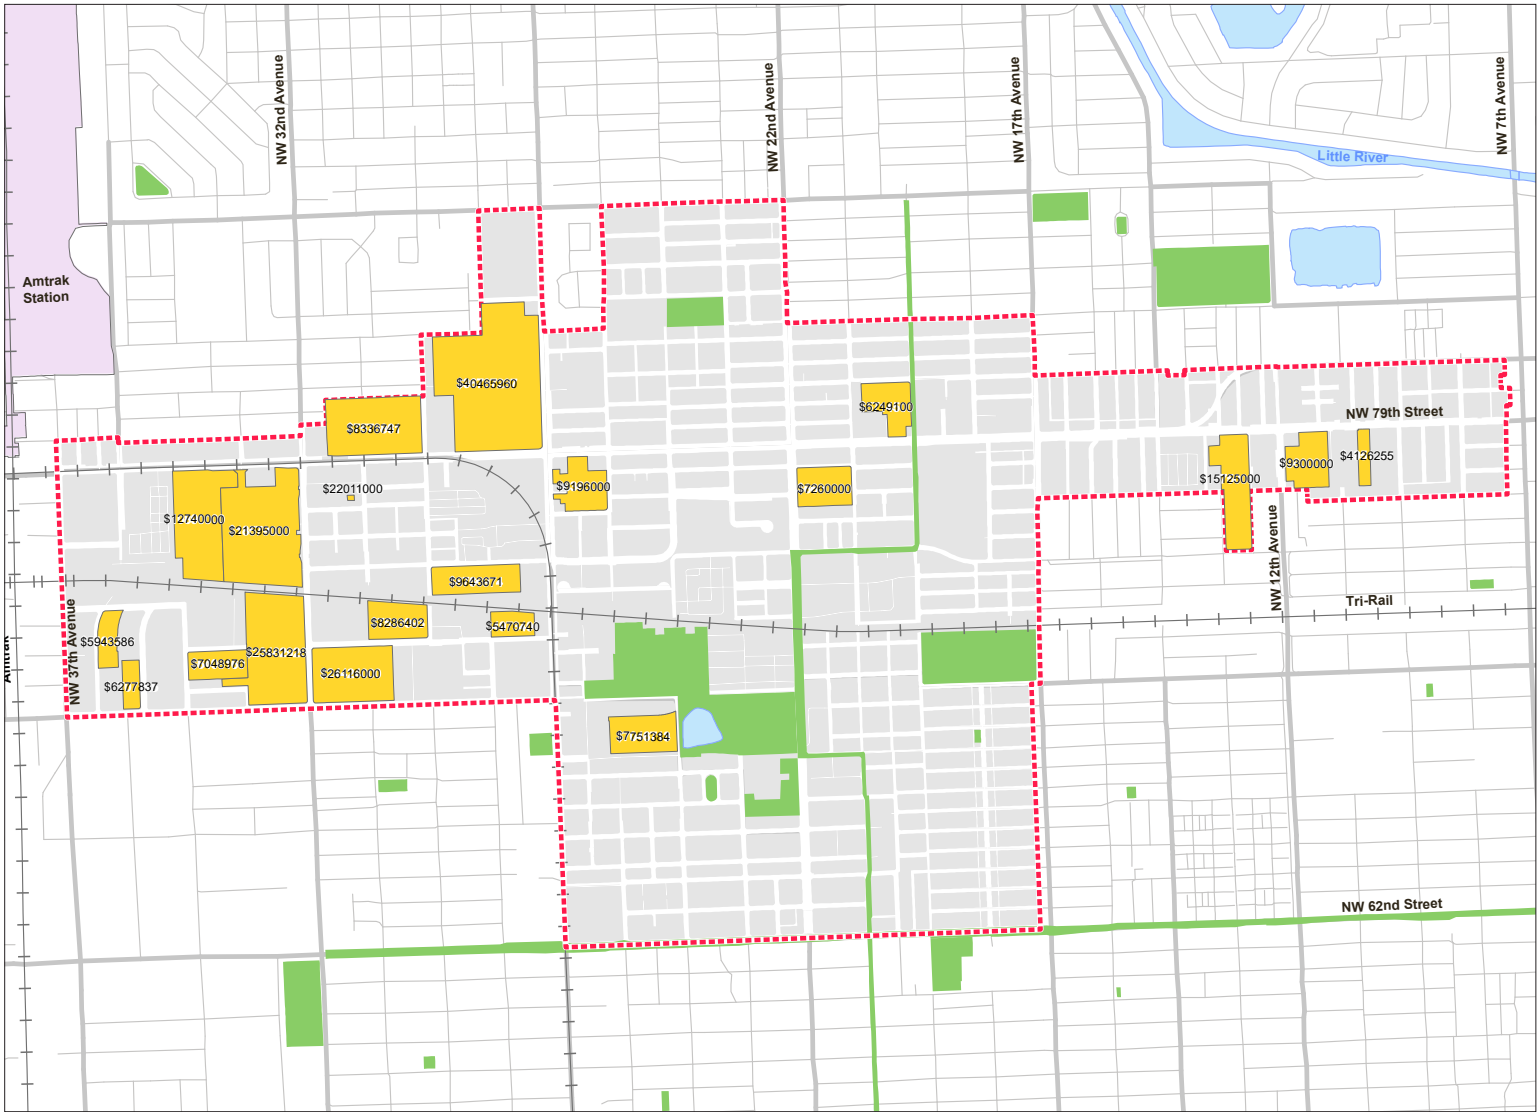 NW 32nd Avenue
NW 22nd Avenue
NW 17th Avenue
NW 7th Avenue
Little River
Amtrak
Station
$40465960
$8336747
$6249100
NW 79th Street
$4126255
$9300000
$15125000
$22011000
$9196000
$7260000
$12740000
$21395000
NW 12th Avenue
$9643671
Tri-Rail
$8286402
$5470740
$5943586
NW 37th Avenue
Amtrak
$25831218
$7048976
$26116000
$6277837
$7751384
NW 62nd Street